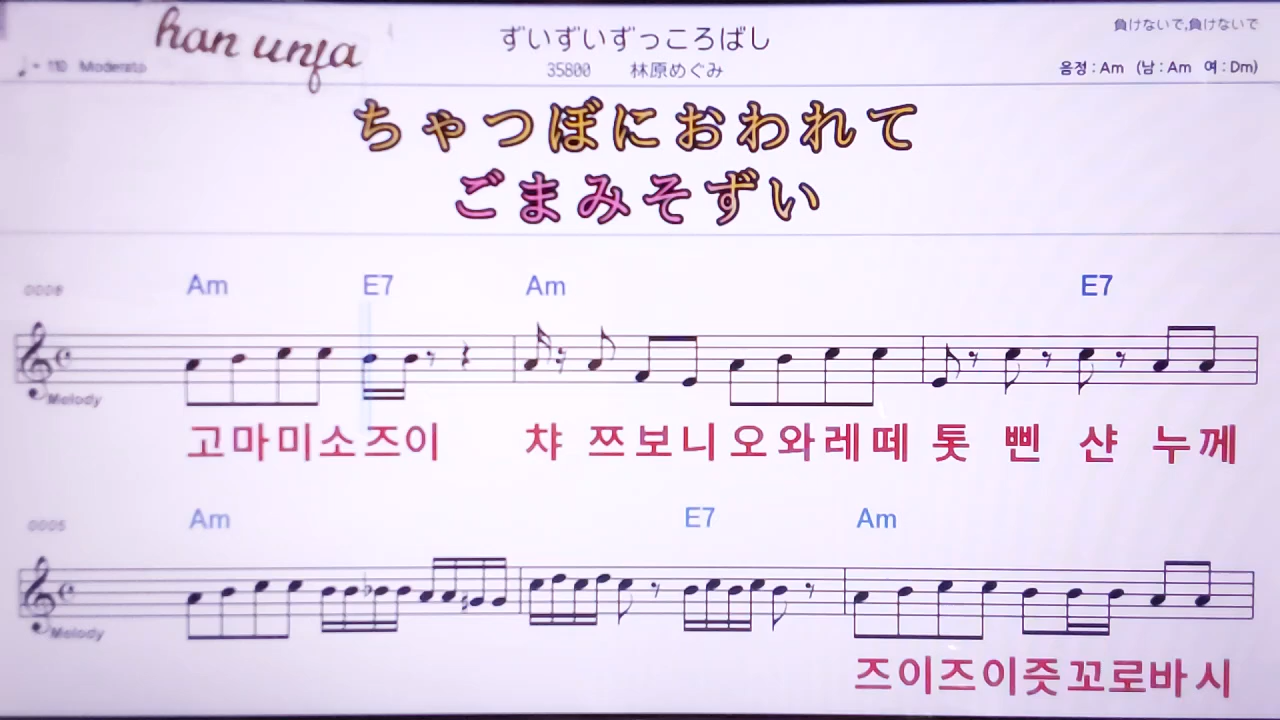 han unja
ずいずいずっころばし
負けないで,負けないで
♩= 110 Moderato
35800 林原めぐみ
음정 : Am (남 : Am 여 : Dm)
ちゃつぼにおわれて
ごまみそずい
Am E7 Am E7
Melody
고마미소즈이 챠 쯔보니오와레떼 톳 삔 샨 누께
0005
Am E7 Am
Melody
즈이즈이즛꼬로바시